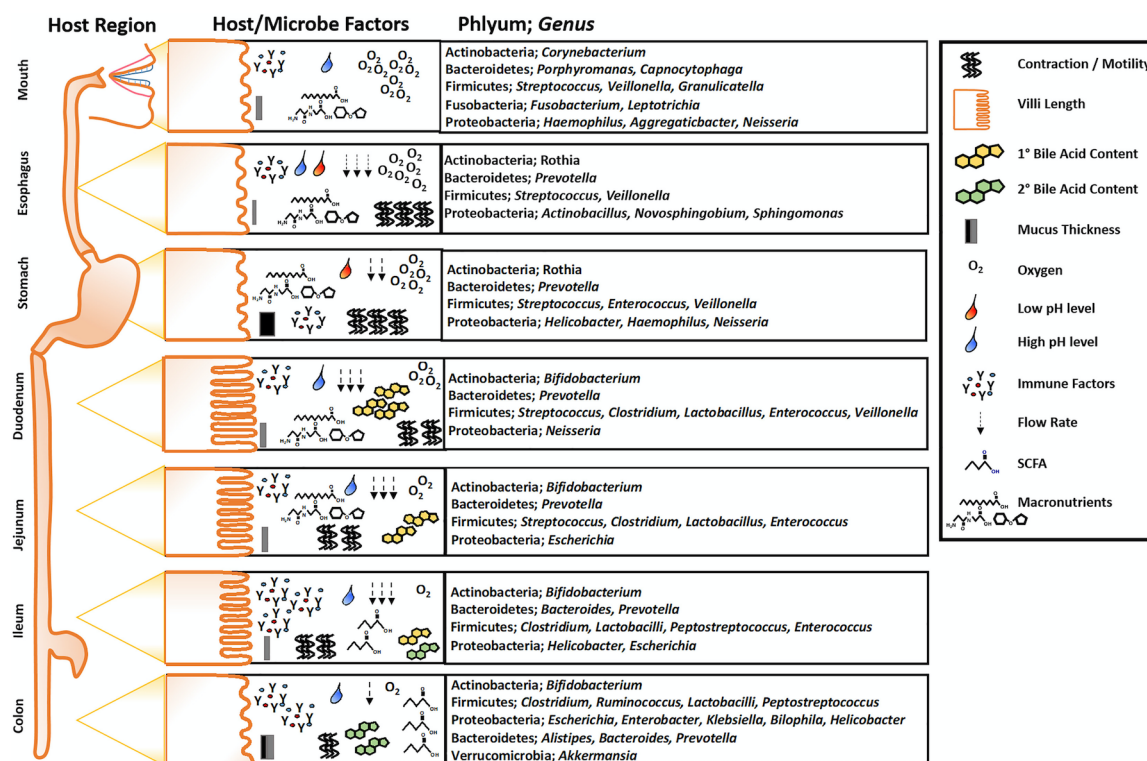 Host Region
Host/Microbe Factors
Phlyum; Genus
Mouth
Actinobacteria; Corynebacterium
Bacteroidetes; Porphyromanas, Capnocytophaga
Firmicutes; Streptococcus, Veillonella, Granulicatella
Fusobacteria; Fusobacterium, Leptotrichia
Proteobacteria; Haemophilus, Aggregaticbacter, Neisseria
Esophagus
Actinobacteria; Rothia
Bacteroidetes; Prevotella
Firmicutes; Streptococcus, Veillonella
Proteobacteria; Actinobacillus, Novosphingobium, Sphingomonas
Stomach
Actinobacteria; Rothia
Bacteroidetes; Prevotella
Firmicutes; Streptococcus, Enterococcus, Veillonella
Proteobacteria; Helicobacter, Haemophilus, Neisseria
Duodenum
Actinobacteria; Bifidobacterium
Bacteroidetes; Prevotella
Firmicutes; Streptococcus, Clostridium, Lactobacillus, Enterococcus, Veillonella
Proteobacteria; Neisseria
Jejunum
Actinobacteria; Bifidobacterium
Bacteroidetes; Prevotella
Firmicutes; Streptococcus, Clostridium, Lactobacillus, Enterococcus
Proteobacteria; Escherichia
Ileum
Actinobacteria; Bifidobacterium
Bacteroidetes; Bacteroides, Prevotella
Firmicutes; Clostridium, Lactobacilli, Peptostreptococcus, Enterococcus
Proteobacteria; Helicobacter, Escherichia
Colon
Actinobacteria; Bifidobacterium
Firmicutes; Clostridium, Ruminococcus, Lactobacilli, Peptostreptococcus
Proteobacteria; Escherichia, Enterobacter, Klebsiella, Bilophila, Helicobacter
Bacteroidetes; Alistipes, Bacteroides, Prevotella
Verrucomicrobia; Akkermansia
Contraction / Motility
Villi Length
1° Bile Acid Content
2° Bile Acid Content
Mucus Thickness
O2 Oxygen
Low pH level
High pH level
Immune Factors
Flow Rate
SCFA
Macronutrients